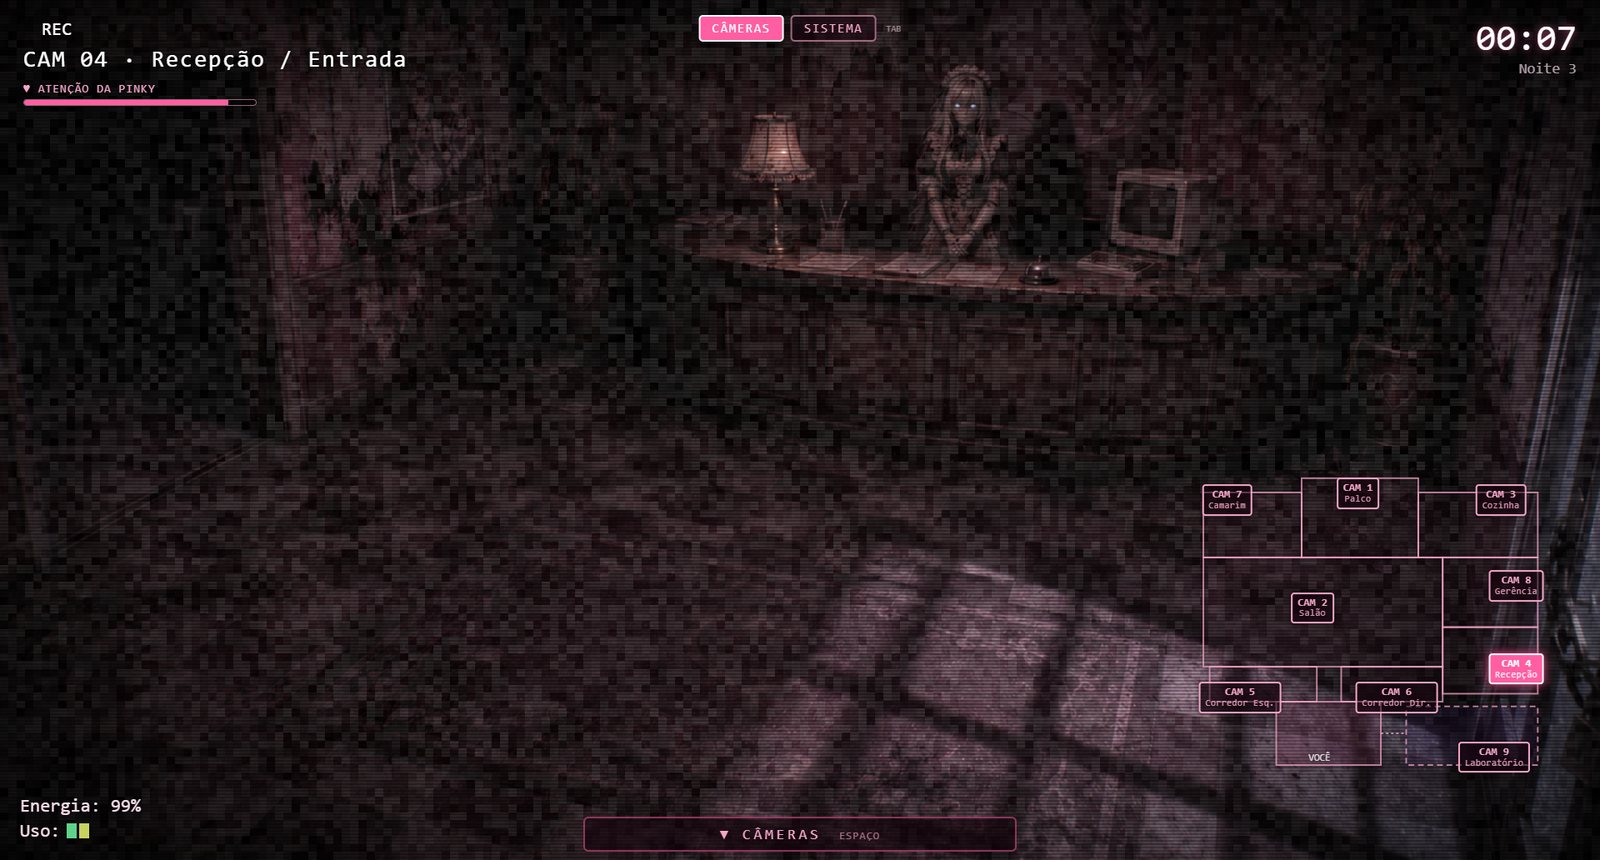 REC
CAM 04 · Recepção / Entrada
♥ ATENÇÃO DA PINKY
CÂMERAS SISTEMA TAB
00:07
Noite 3
CAM 7
Camarim
CAM 1
Palco
CAM 3
Cozinha
CAM 8
Gerência
CAM 2
Salão
CAM 4
Recepção
CAM 5
Corredor Esq.
CAM 6
Corredor Dir.
VOCÊ
CAM 9
Laboratório
Energia: 99%
Uso:
▼ CÂMERAS ESPAÇO